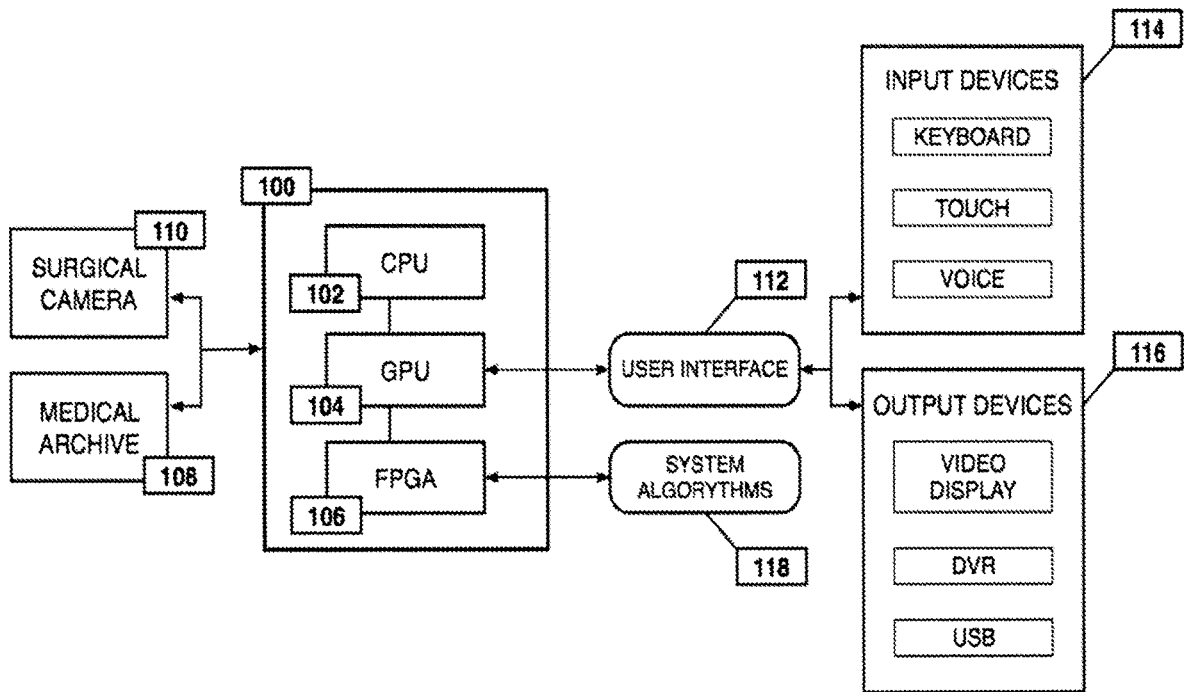 114
INPUT DEVICES
KEYBOARD
TOUCH
VOICE
100
110
SURGICAL
CAMERA
CPU
102
112
GPU
104
USER INTERFACE
116
MEDICAL
ARCHIVE
108
FPGA
106
SYSTEM
ALGORYTHMS
118
OUTPUT DEVICES
VIDEO
DISPLAY
DVR
USB